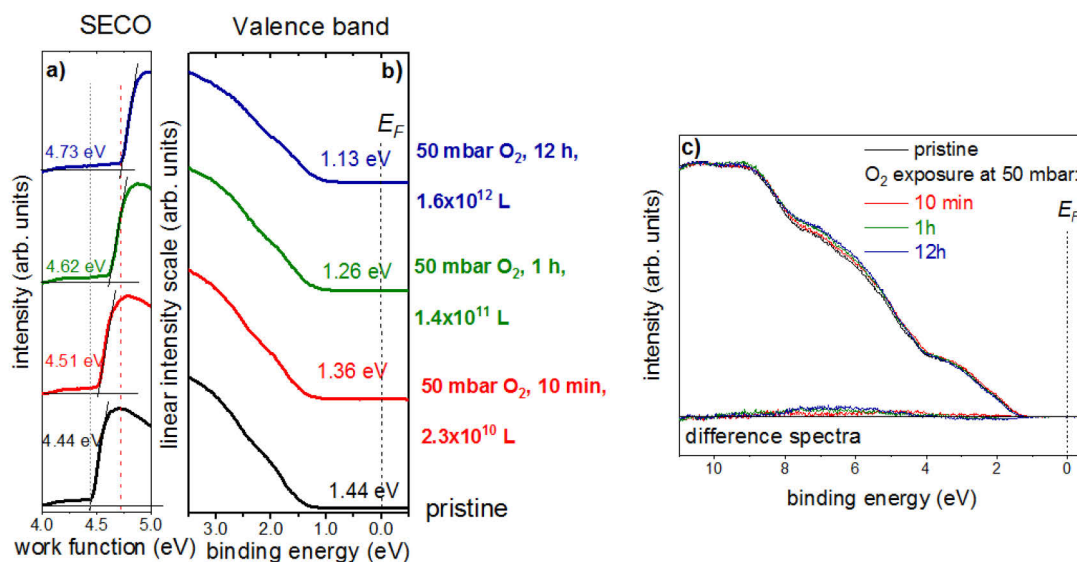 SECO
Valence band
a)
b)
4.73 eV
4.62 eV
4.51 eV
4.44 eV
intensity (arb. units)
4.0 4.5 5.0
work function (eV)
linear intensity scale (arb. units)
E_F
1.13 eV
1.26 eV
1.36 eV
1.44 eV
3.0 2.0 1.0 0.0
binding energy (eV)
50 mbar O₂, 12 h,
1.6x10¹² L
50 mbar O₂, 1 h,
1.4x10¹¹ L
50 mbar O₂, 10 min,
2.3x10¹⁰ L
pristine
c)
pristine
O₂ exposure at 50 mbar:
10 min
1h
12h
E_F
intensity (arb. units)
difference spectra
10 8 6 4 2 0
binding energy (eV)